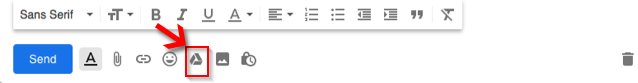 Sans Serif
B I U A
Send A